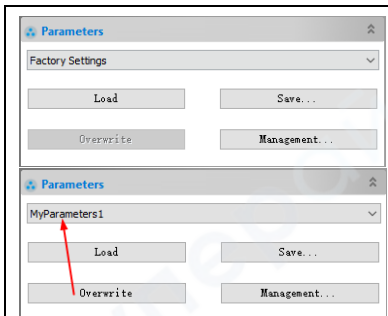 Parameters
Factory Settings
Load Save...
Overwrite Management...
Parameters
MyParameters1
Load Save...
Overwrite Management...